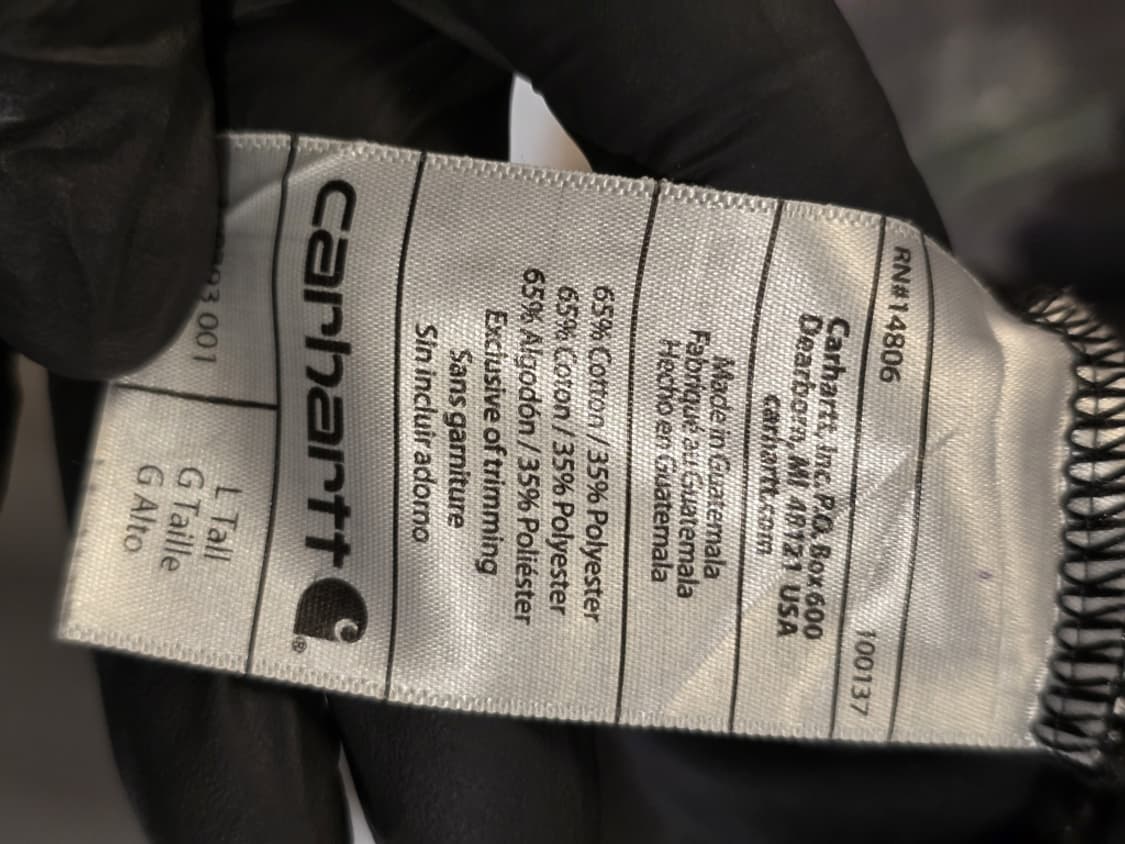 RN#14806 100137
Carhartt, Inc, P.O. Box 600
Dearborn, MI 48121 USA
carhartt.com
Made in Guatemala
Fabriqué au Guatemala
Hecho en Guatemala
65% Cotton / 35% Polyester
65% Coton / 35% Polyester
65% Algodón / 35% Poliéster
Exclusive of trimming
Sans garniture
Sin incluir adorno
carhartt ®
001
L Tall
G Taille
G Alto